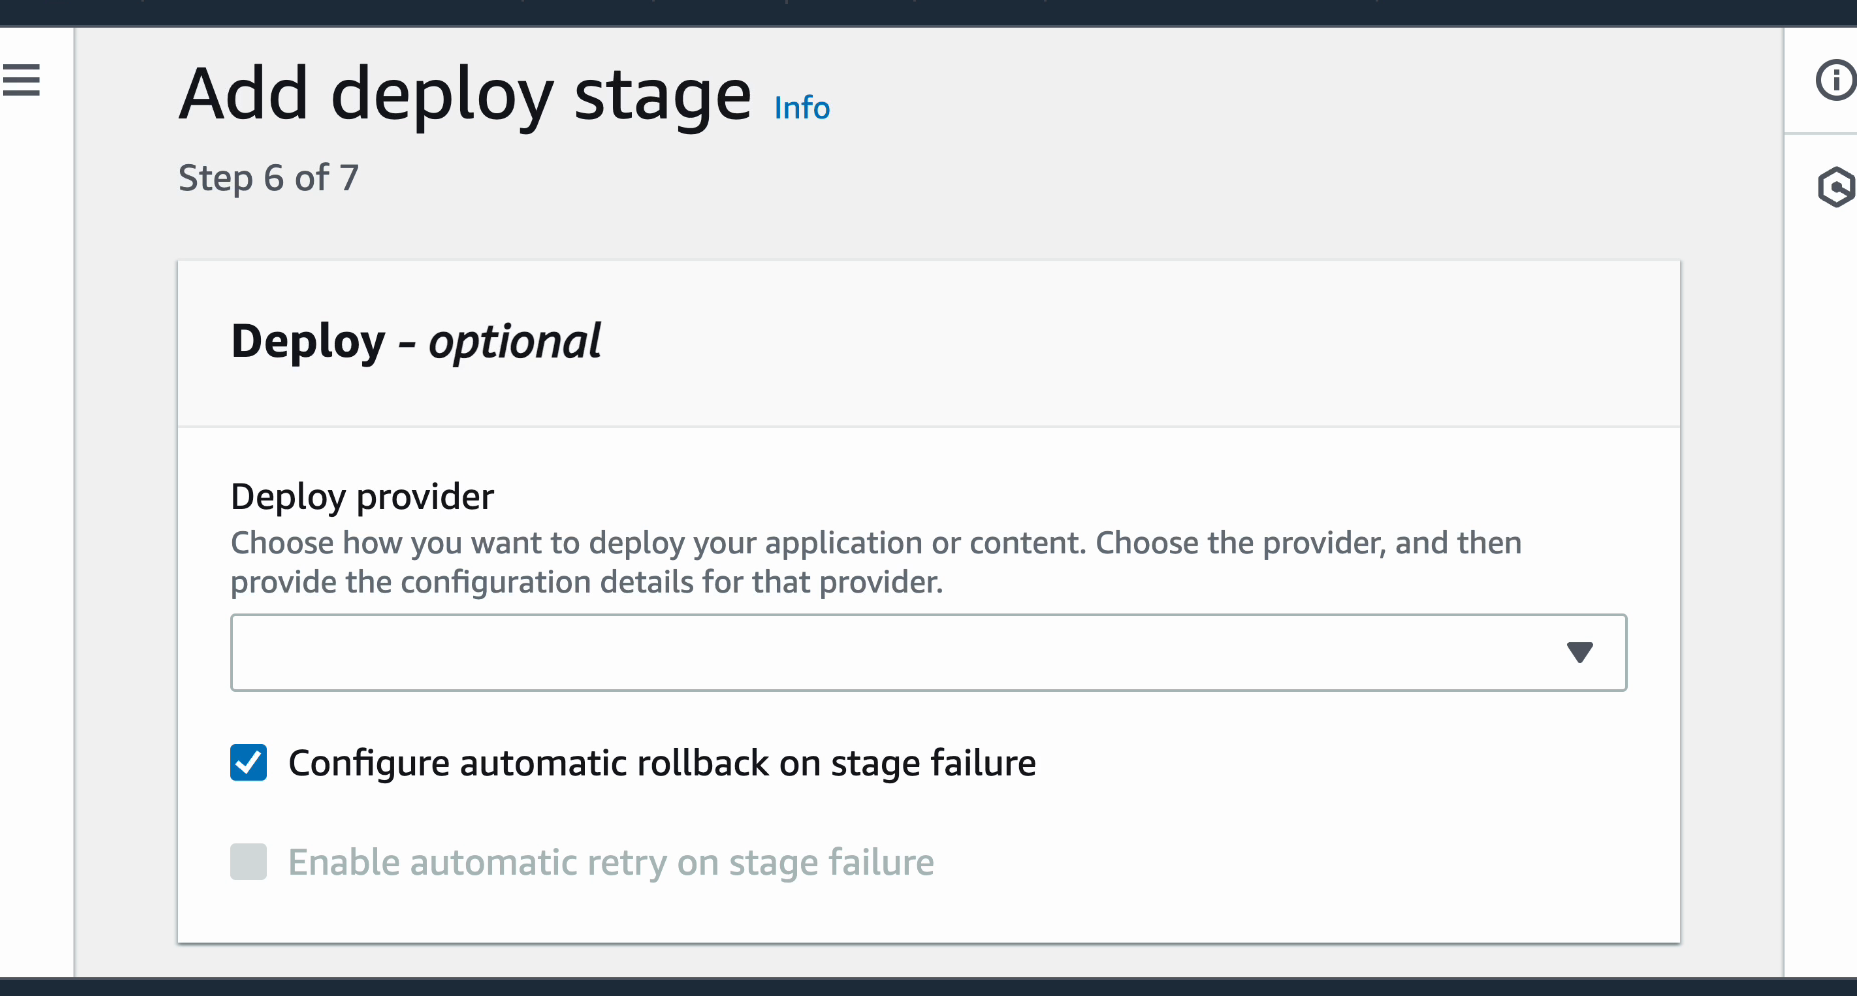 Add deploy stage Info
Step 6 of 7
Deploy - optional
Deploy provider
Choose how you want to deploy your application or content. Choose the provider, and then
provide the configuration details for that provider.
Configure automatic rollback on stage failure
Enable automatic retry on stage failure